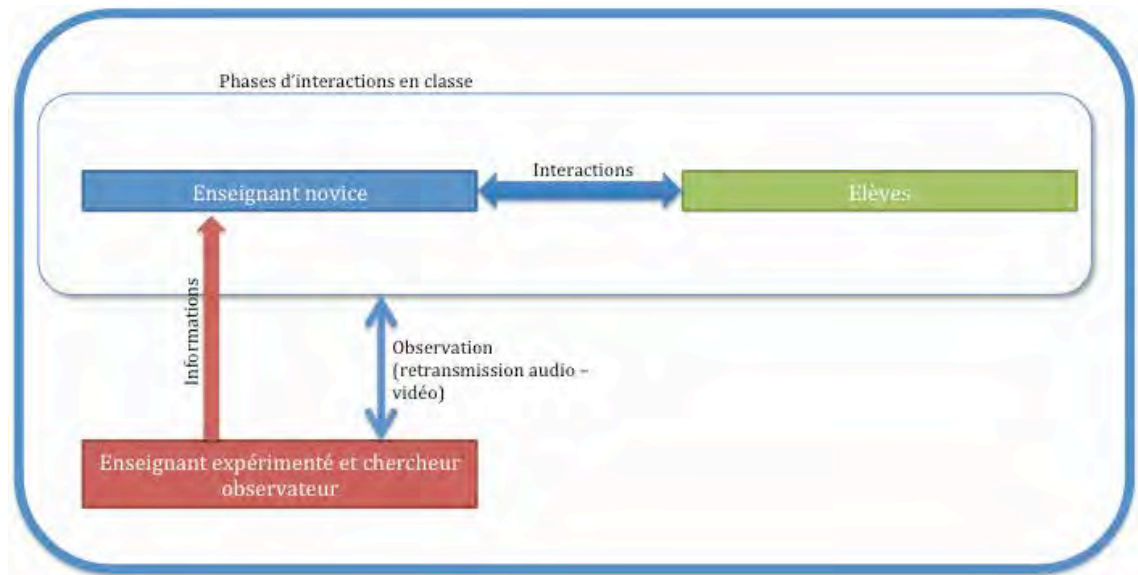 Phases d'interactions en classe
Interactions
Enseignant novice
Elèves
Informations
Observation
(retransmission audio –
vidéo)
Enseignant expérimenté et chercheur
observateur